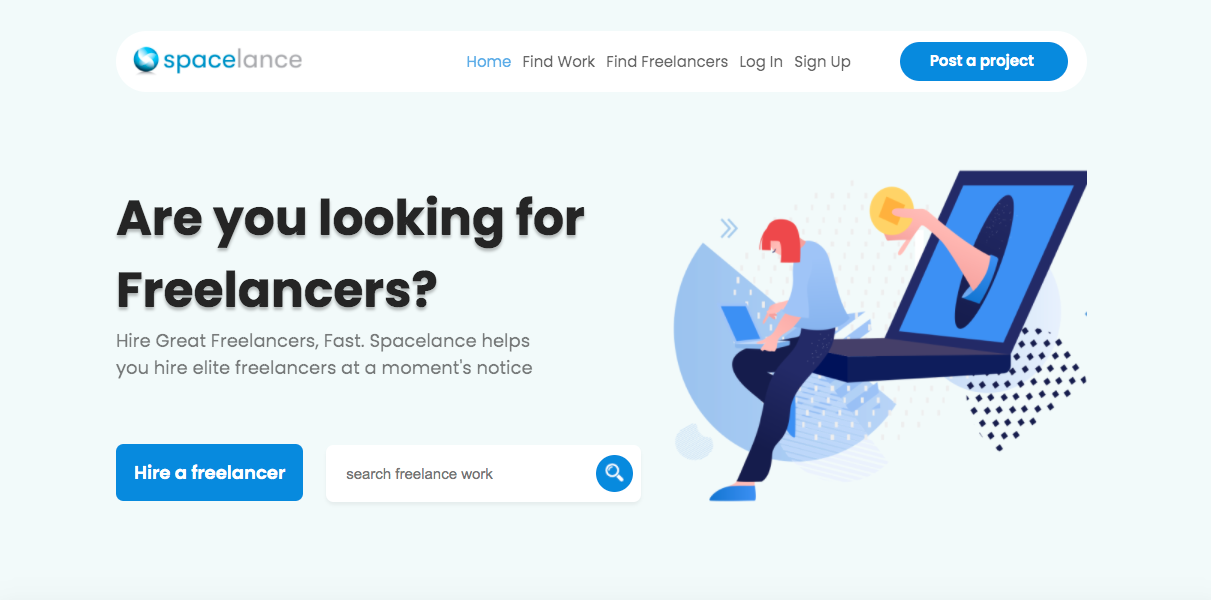 spacelance Home Find Work Find Freelancers Log In Sign Up Post a project
Are you looking for
Freelancers?
Hire Great Freelancers, Fast. Spacelance helps
you hire elite freelancers at a moment's notice
Hire a freelancer search freelance work